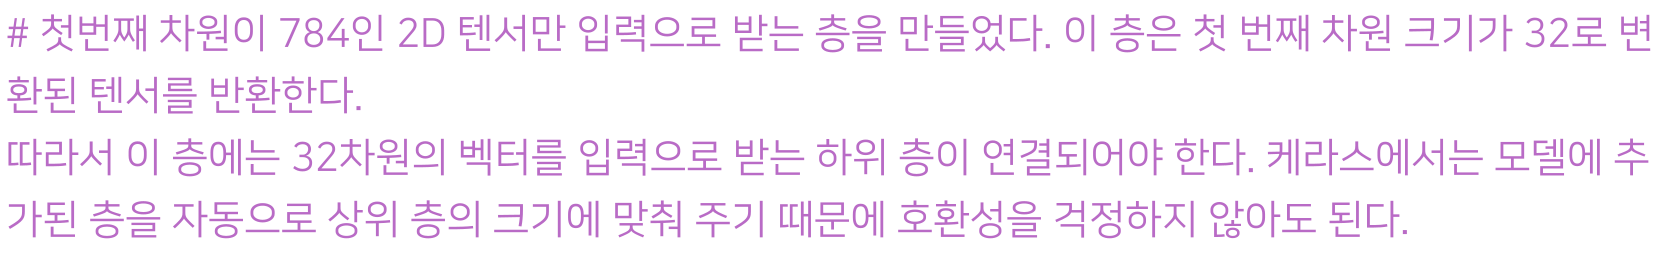 # 첫번째 차원이 784인 2D 텐서만 입력으로 받는 층을 만들었다. 이 층은 첫 번째 차원 크기가 32로 변
환된 텐서를 반환한다.
따라서 이 층에는 32차원의 벡터를 입력으로 받는 하위 층이 연결되어야 한다. 케라스에서는 모델에 추
가된 층을 자동으로 상위 층의 크기에 맞춰 주기 때문에 호환성을 걱정하지 않아도 된다.